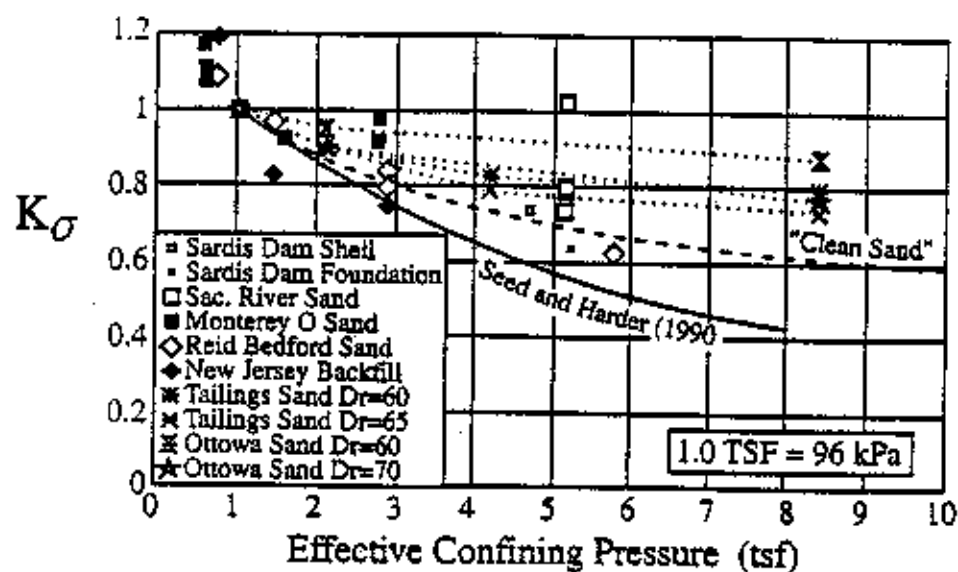 1.2
1
0.8
0.6
0.4
0.2
0
Kσ
Sardis Dam Shell
Sardis Dam Foundation
Sac. River Sand
Monterey O Sand
Reid Bedford Sand
New Jersey Backfill
Tailings Sand Dr=60
Tailings Sand Dr=65
Ottowa Sand Dr=60
Ottowa Sand Dr=70
"Clean Sand"
Seed and Harder (1990
1.0 TSF = 96 kPa
0 1 2 3 4 5 6 7 8 9 10
Effective Confining Pressure (tsf)